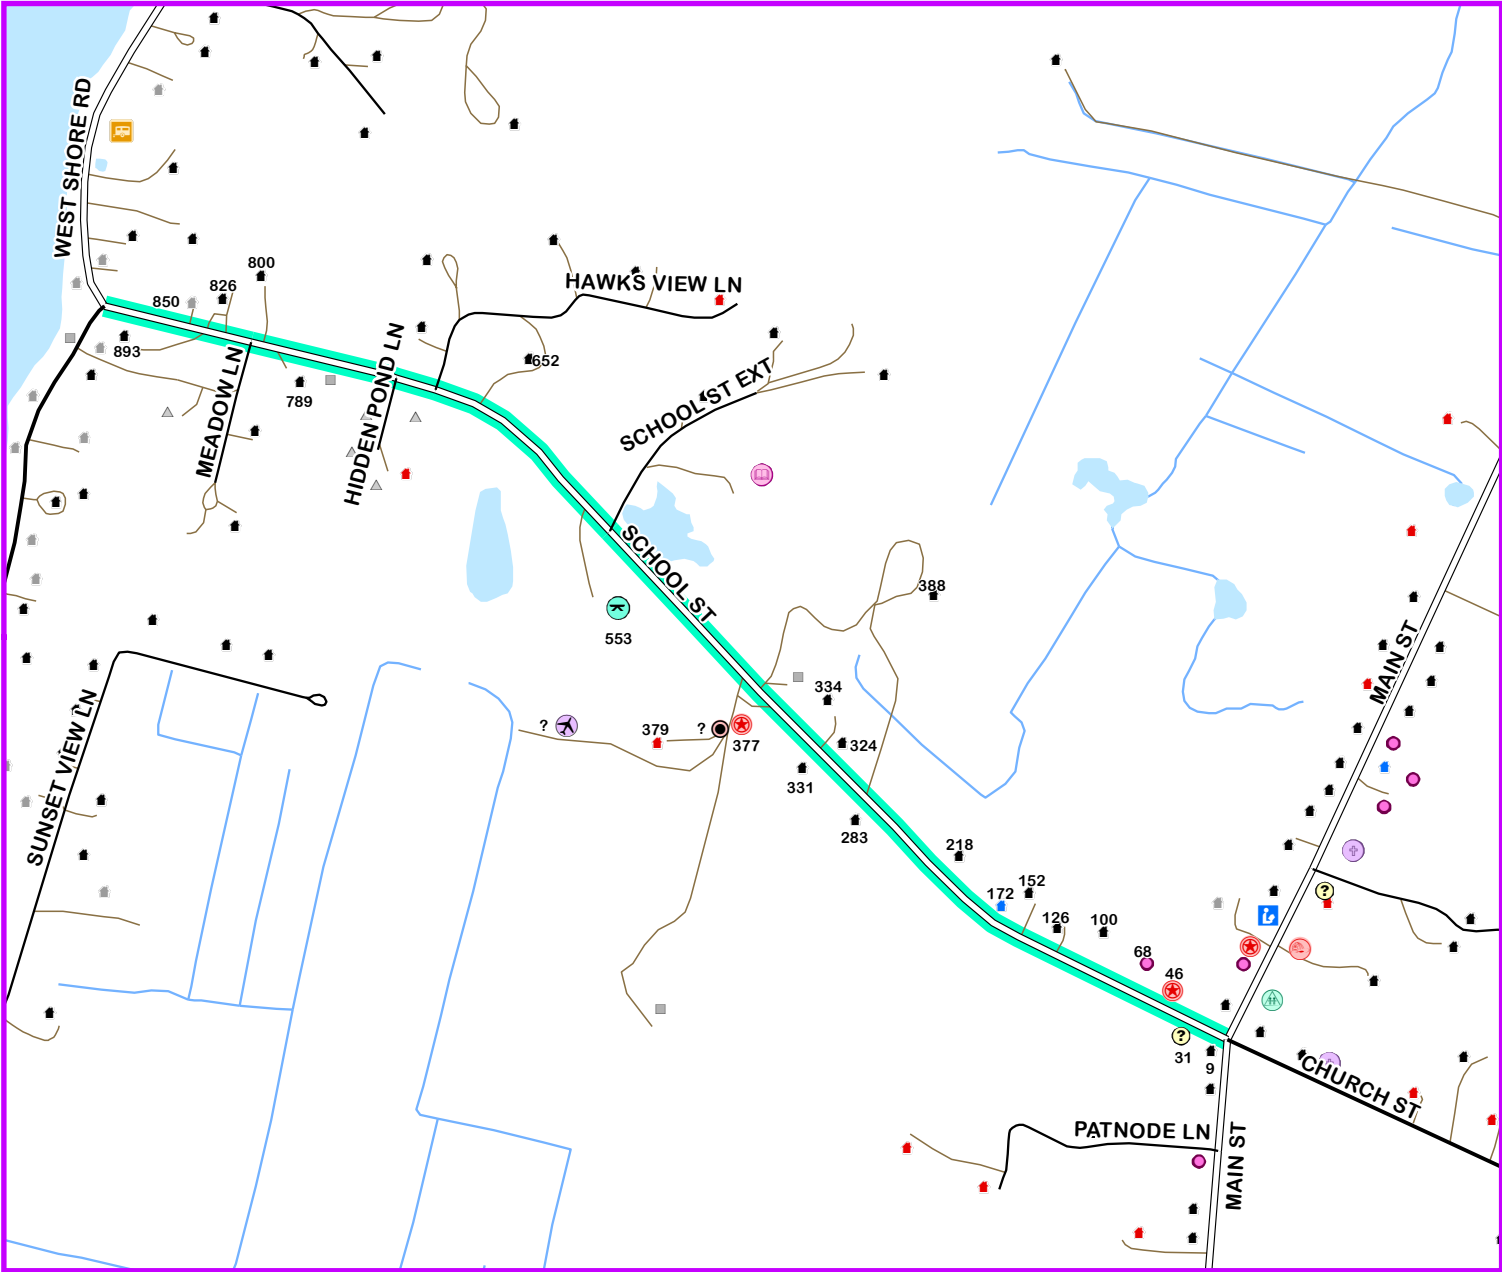 WEST SHORE RD
800
826
850
893
HAWKS VIEW LN
652
789
MEADOW LN
HIDDEN POND LN
SCHOOL ST EXT
SCHOOL ST
388
553
MAIN ST
334
?
379
?
377
324
331
SUNSET VIEW LN
283
218
152
172
?
126
100
68
46
?
31
9
CHURCH ST
PATNODE LN
MAIN ST